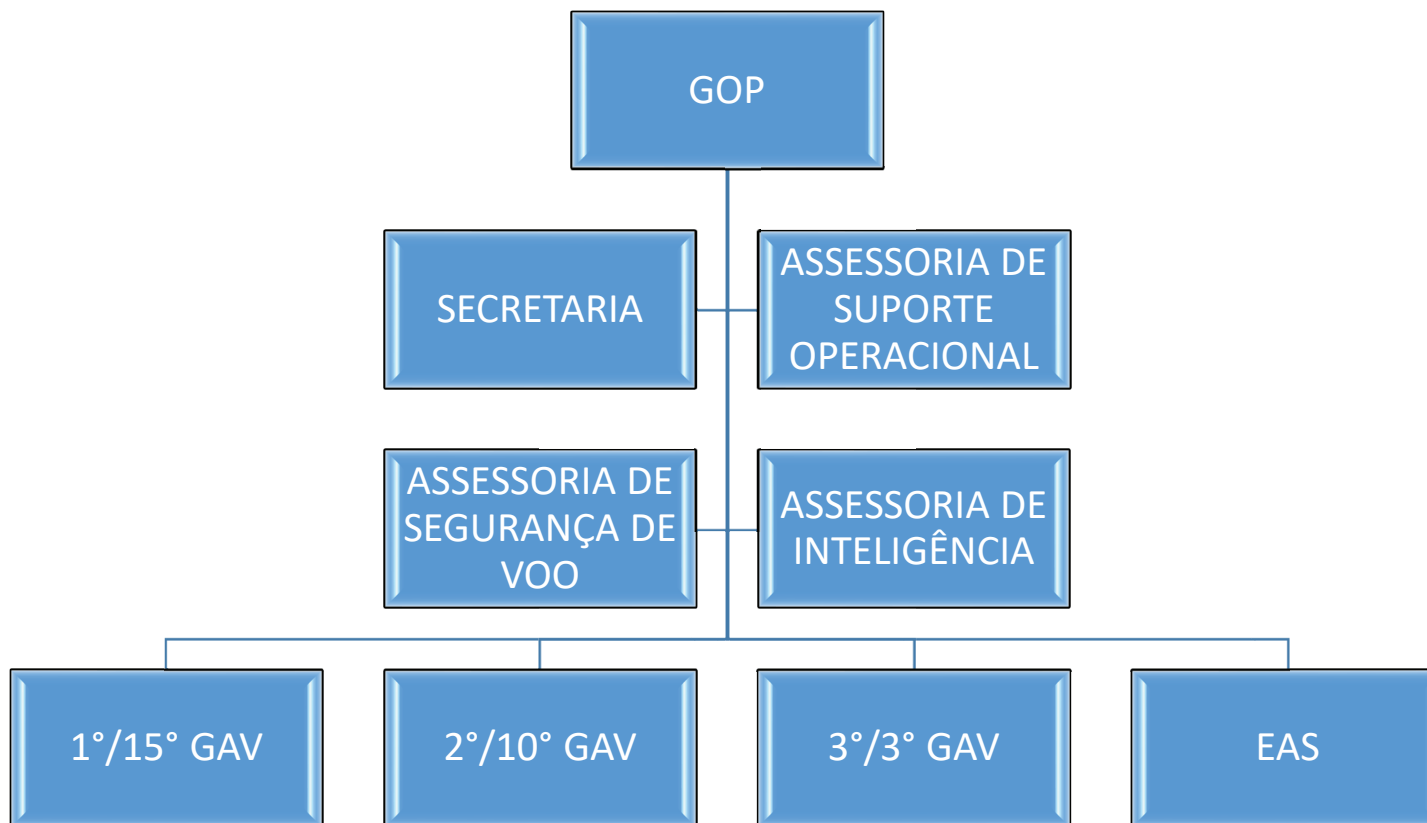 GOP
SECRETARIA
ASSESSORIA DE
SUPORTE
OPERACIONAL
ASSESSORIA DE
SEGURANÇA DE
VOO
ASSESSORIA DE
INTELIGÊNCIA
1°/15° GAV
2°/10° GAV
3°/3° GAV
EAS